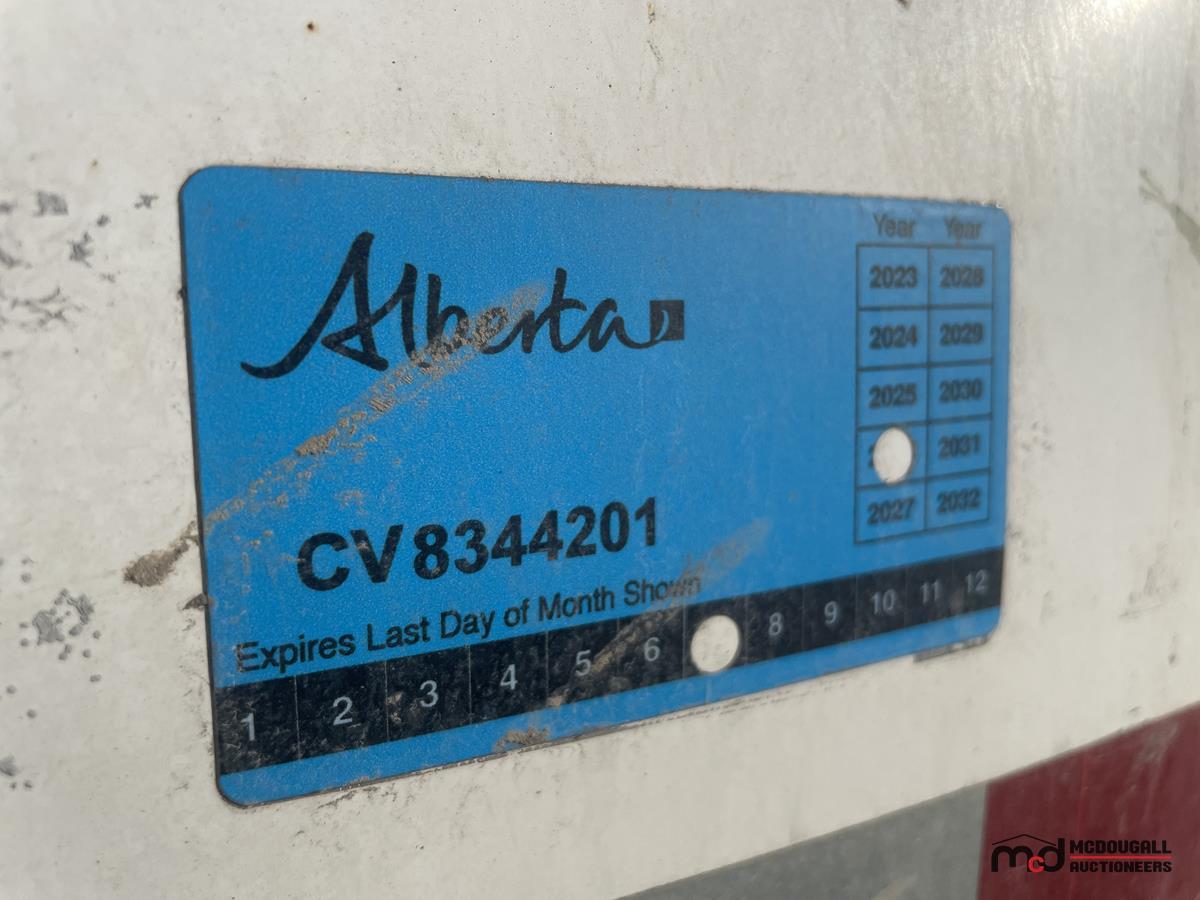 Alberta
Year Year
2023 2028
2024 2029
2025 2030
2031
2027 2032
CV8344201
Expires Last Day of Month Shown
1 2 3 4 5 6 8 9 10 11 12
mcd MCDOUGALL
AUCTIONEERS